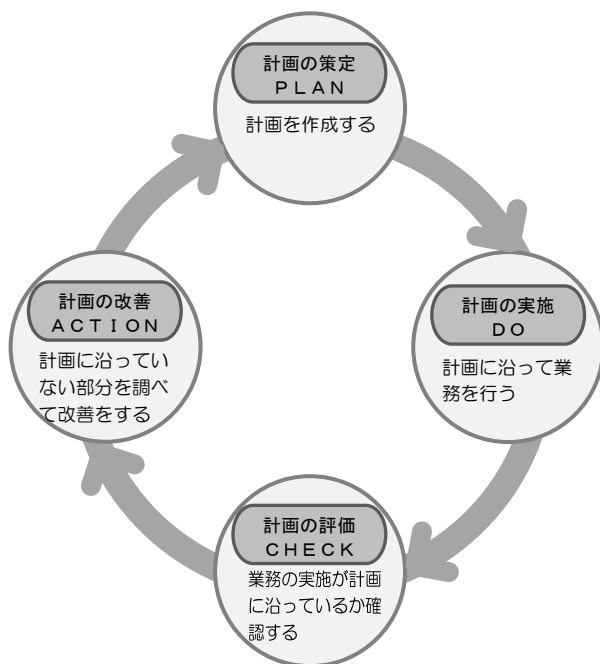 計画の策定
ＰＬＡＮ
計画を作成する
計画の実施
ＤＯ
計画に沿って業
務を行う
計画の評価
ＣＨＥＣＫ
業務の実施が計画
に沿っているか確
認する
計画の改善
ＡＣＴＩＯＮ
計画に沿ってい
ない部分を調べ
て改善をする